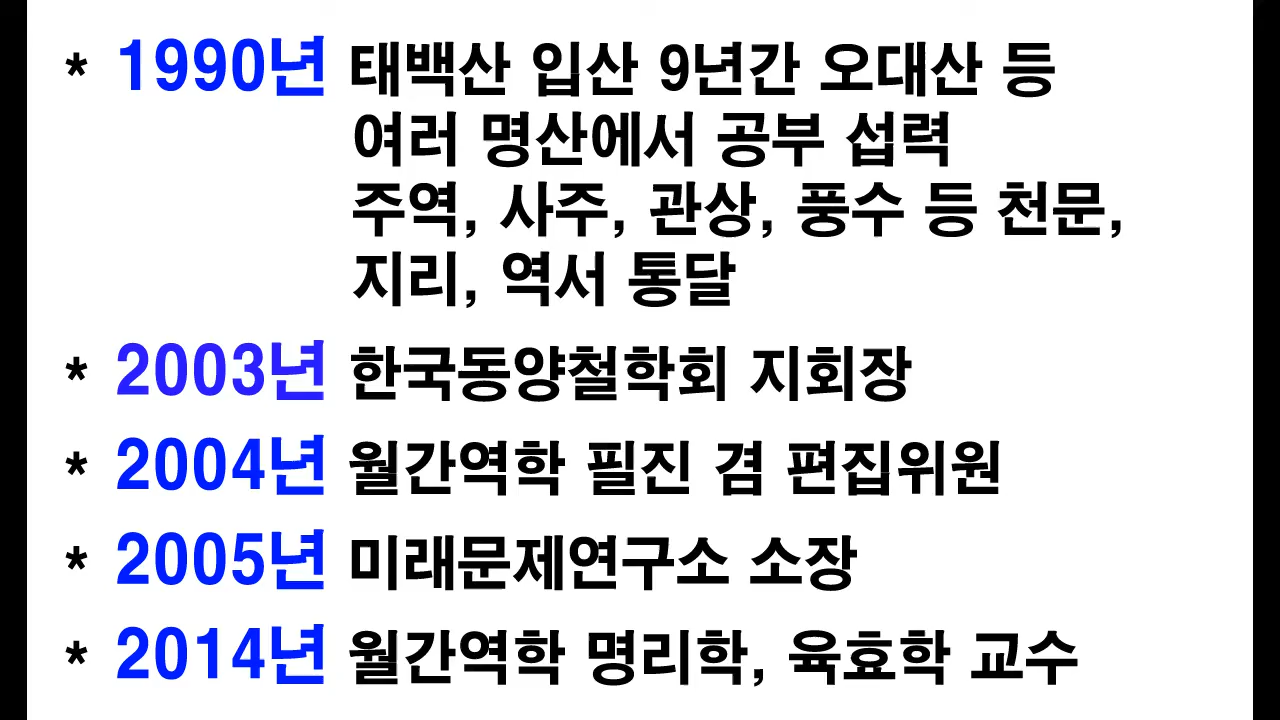 * 1990년 태백산 입산 9년간 오대산 등
여러 명산에서 공부 섭력
주역, 사주, 관상, 풍수 등 천문,
지리, 역서 통달
* 2003년 한국동양철학회 지회장
* 2004년 월간역학 필진 겸 편집위원
* 2005년 미래문제연구소 소장
* 2014년 월간역학 명리학, 육효학 교수